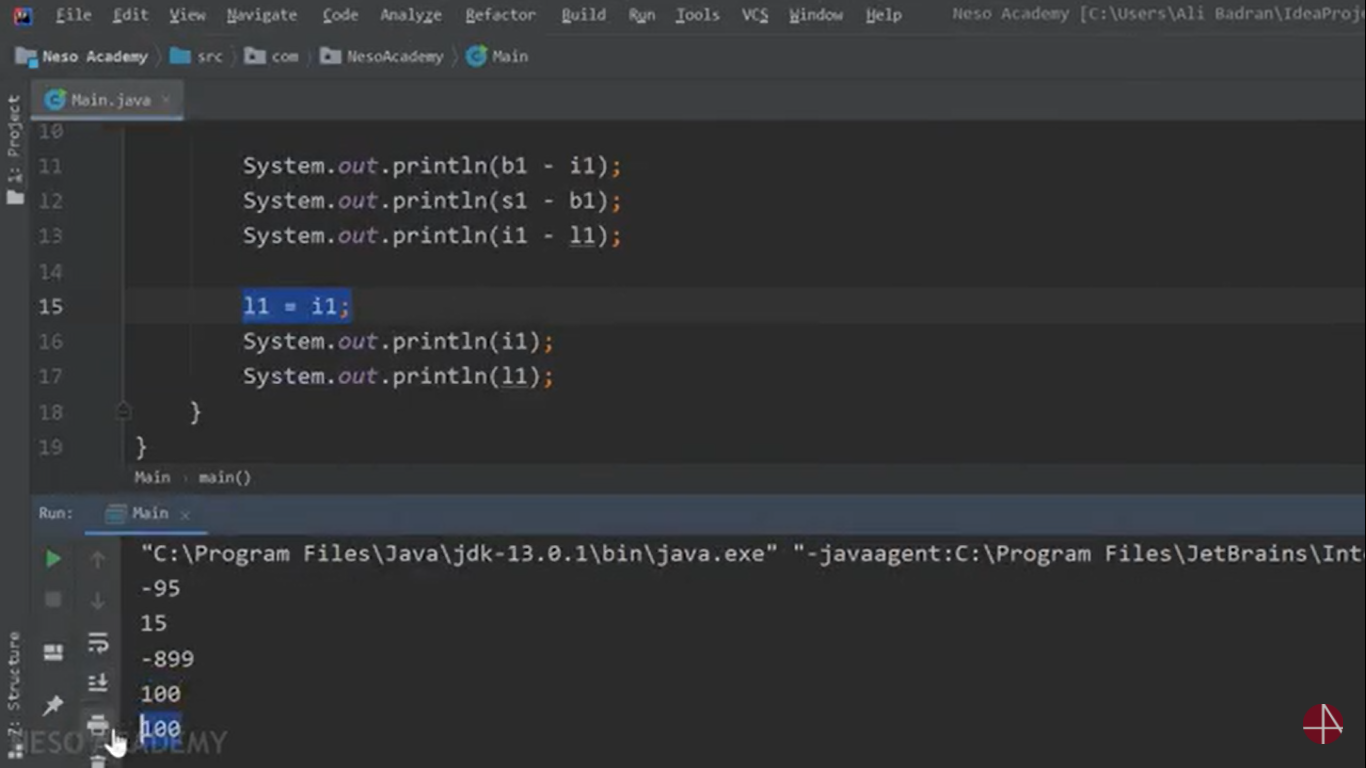 File Edit View Navigate Code Analyze Refactor Build Run Tools VCS Window Help Neso Academy [C:\Users\Ali Badran\IdeaProj
Neso Academy src com NesoAcademy Main
1: Project
Main.java
10
11 System.out.println(b1 - i1);
12 System.out.println(s1 - b1);
13 System.out.println(i1 - l1);
14
15 l1 = i1;
16 System.out.println(i1);
17 System.out.println(l1);
18 }
19 }
Main main()
Run: Main
"C:\Program Files\Java\jdk-13.0.1\bin\java.exe" "-javaagent:C:\Program Files\JetBrains\Int
-95
15
-899
100
100
7: Structure
NESO ACADEMY